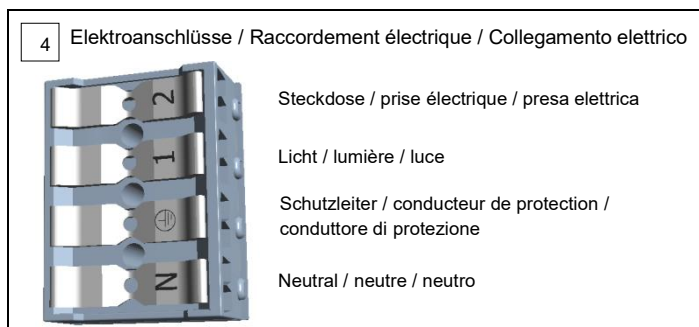 4 Elektroanschlüsse / Raccordement électrique / Collegamento elettrico
2 Steckdose / prise électrique / presa elettrica
1 Licht / lumière / luce
Schutzleiter / conducteur de protection /
conduttore di protezione
N Neutral / neutre / neutro